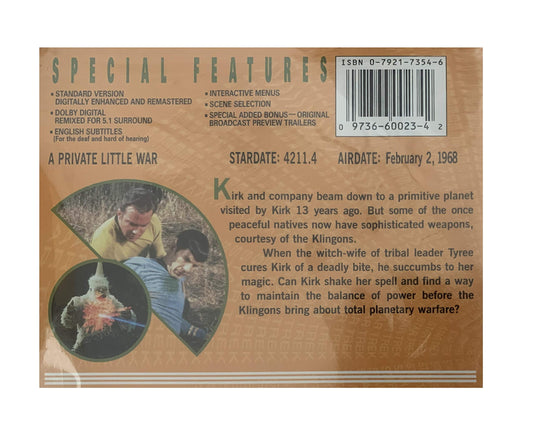 SPECIAL FEATURES
• STANDARD VERSION
DIGITALLY ENHANCED AND REMASTERED
• DOLBY DIGITAL
REMIXED FOR 5.1 SURROUND
• ENGLISH SUBTITLES
(For the deaf and hard of hearing)
• INTERACTIVE MENUS
• SCENE SELECTION
• SPECIAL ADDED BONUS—ORIGINAL
BROADCAST PREVIEW TRAILERS
ISBN 0-7921-7354-6
0 97366 60023-4 2
A PRIVATE LITTLE WAR STARDATE: 4211.4 AIRDATE: February 2, 1968
Kirk and company beam down to a primitive planet
visited by Kirk 13 years ago. But some of the once
peaceful natives now have sophisticated weapons,
courtesy of the Klingons.
When the witch-wife of tribal leader Tyree
cures Kirk of a deadly bite, he succumbs to her
magic. Can Kirk shake her spell and find a way
to maintain the balance of power before the
Klingons bring about total planetary warfare?